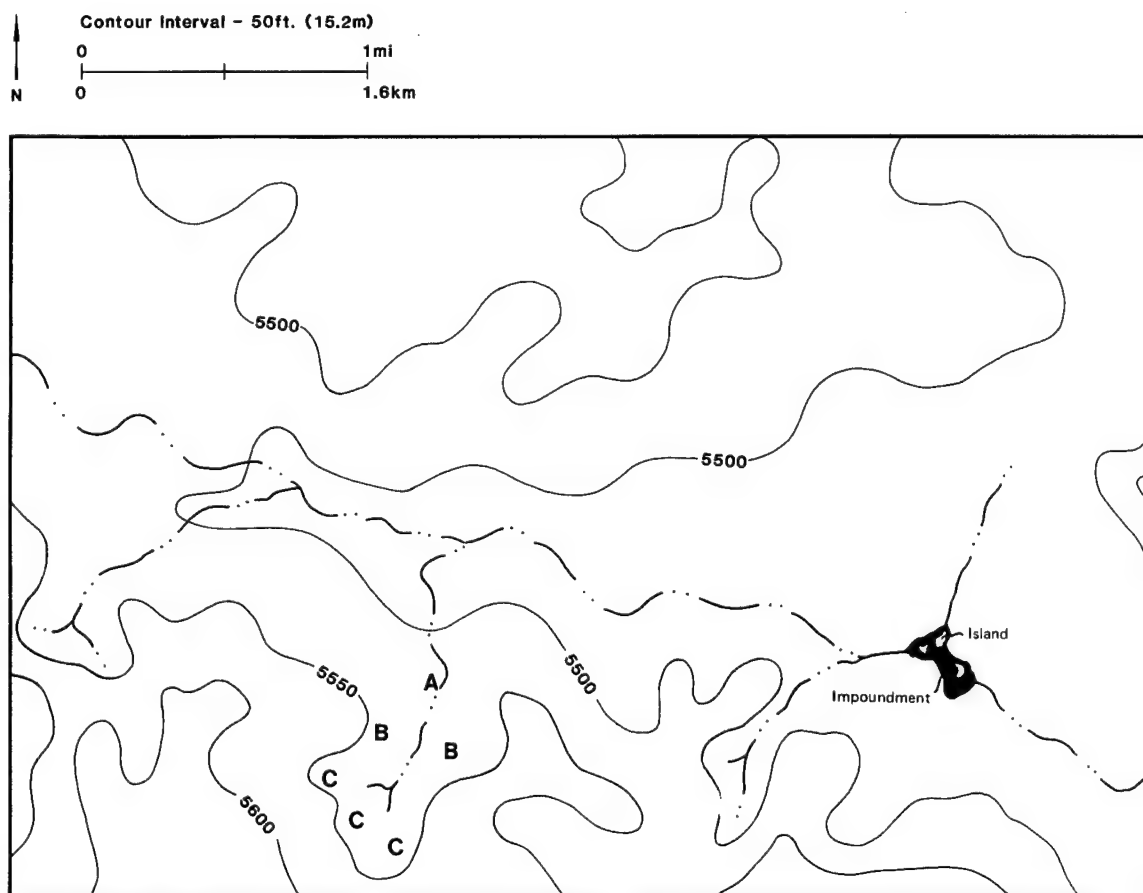 Contour Interval - 50ft. (15.2m)
0 1mi
N
0 1.6km
5500
5500
Island
5500
5550
A
Impoundment
B
B
C
5600
C
C